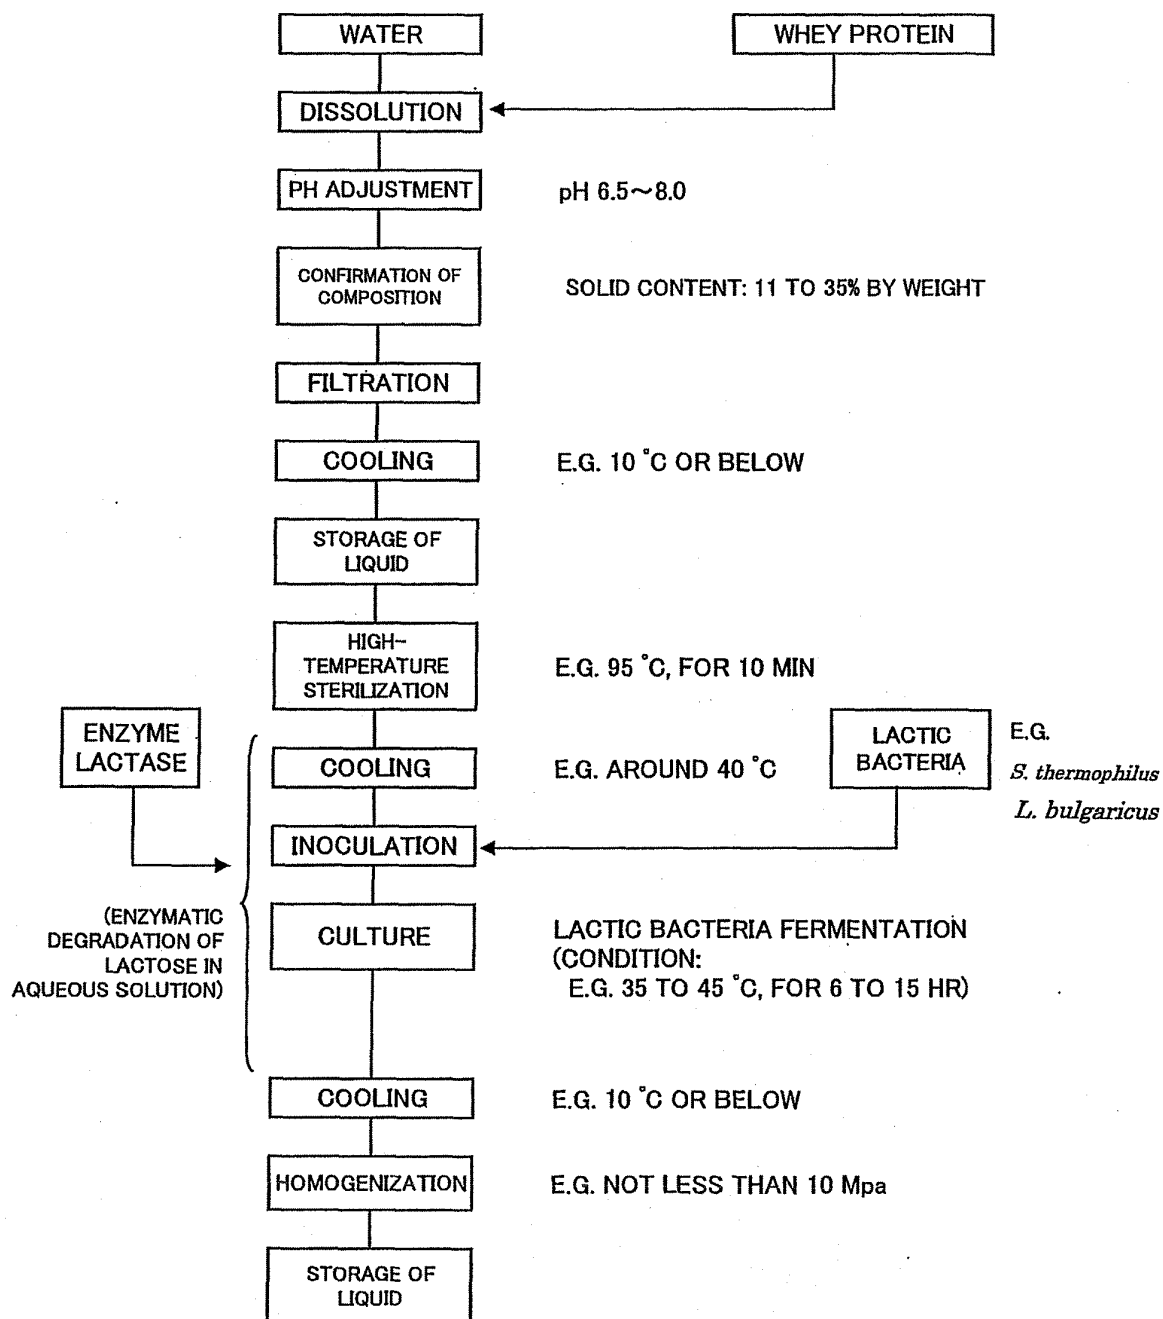 WATER
WHEY PROTEIN
DISSOLUTION
PH ADJUSTMENT
pH 6.5～8.0
CONFIRMATION OF
COMPOSITION
SOLID CONTENT: 11 TO 35% BY WEIGHT
FILTRATION
COOLING
E.G. 10 °C OR BELOW
STORAGE OF
LIQUID
HIGH-
TEMPERATURE
STERILIZATION
E.G. 95 °C, FOR 10 MIN
ENZYME
LACTASE
COOLING
E.G. AROUND 40 °C
LACTIC
BACTERIA
E.G.
S. thermophilus
L. bulgaricus
INOCULATION
(ENZYMATIC
DEGRADATION OF
LACTOSE IN
AQUEOUS SOLUTION)
CULTURE
LACTIC BACTERIA FERMENTATION
(CONDITION:
E.G. 35 TO 45 °C, FOR 6 TO 15 HR)
COOLING
E.G. 10 °C OR BELOW
HOMOGENIZATION
E.G. NOT LESS THAN 10 Mpa
STORAGE OF
LIQUID